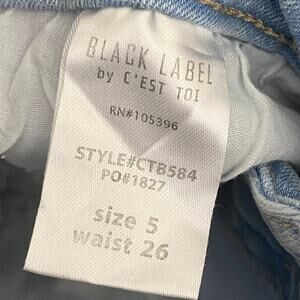 BLACK LABEL
by C'EST TOI
RN#105396
STYLE#CTB584
PO#1827
size 5
waist 26